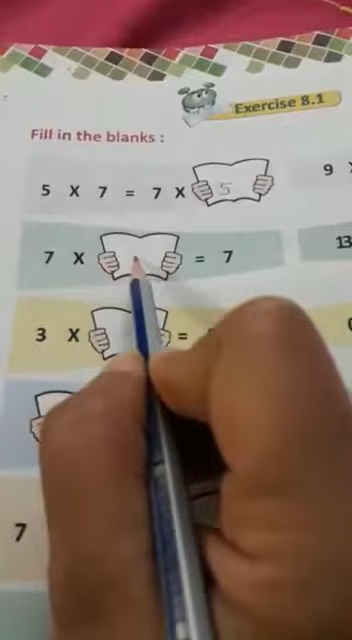 Exercise 8.1
Fill in the blanks :
5 X 7 = 7 X 5
9
7 X = 7
13
3 X =
7